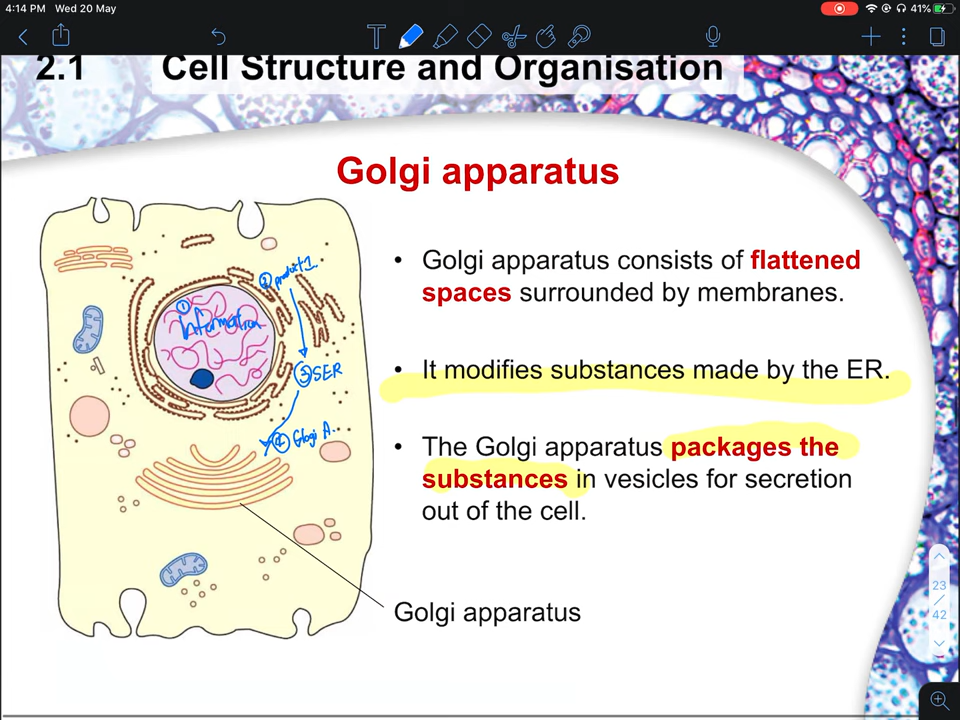 4:14 PM Wed 20 May
41%
2.1 Cell Structure and Organisation
Golgi apparatus
• Golgi apparatus consists of flattened
spaces surrounded by membranes.
• It modifies substances made by the ER.
• The Golgi apparatus packages the
substances in vesicles for secretion
out of the cell.
② product 1.
① Information
③ SER
④ Glogi A.
Golgi apparatus
23
/
42